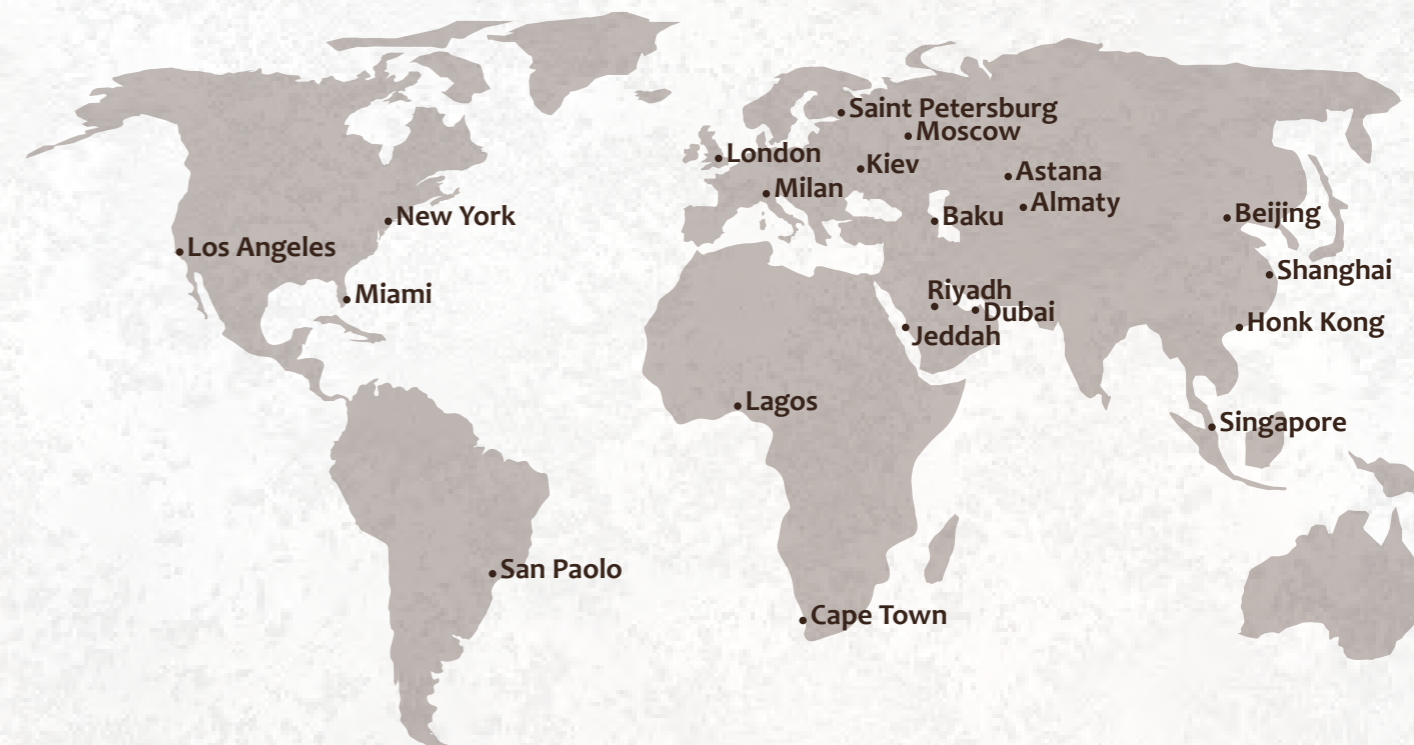 Saint Petersburg
Moscow
London
Kiev
Astana
Milan
Almaty
New York
Baku
Beijing
Los Angeles
Shanghai
Miami
Riyadh
Dubai
Honk Kong
Jeddah
Lagos
Singapore
San Paolo
Cape Town